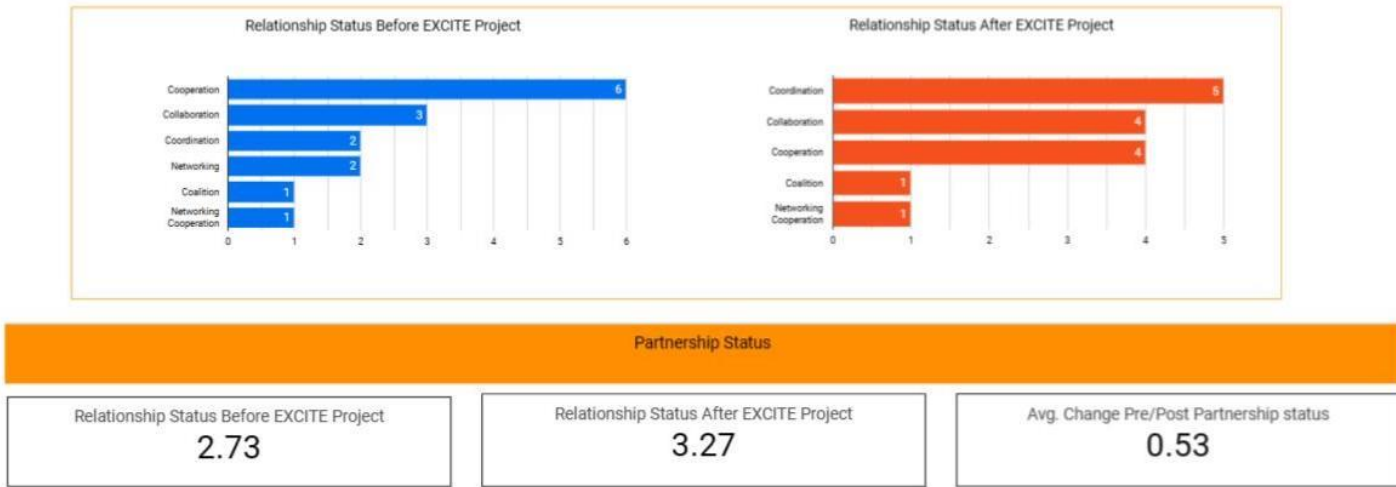 Relationship Status Before EXCITE Project
Cooperation
6
Collaboration
3
Coordination
2
Networking
2
Coalition
1
Networking
Cooperation
1
0 1 2 3 4 5 6
Relationship Status After EXCITE Project
Coordination
5
Collaboration
4
Cooperation
4
Coalition
1
Networking
Cooperation
1
0 1 2 3 4 5
Partnership Status
Relationship Status Before EXCITE Project
2.73
Relationship Status After EXCITE Project
3.27
Avg. Change Pre/Post Partnership status
0.53